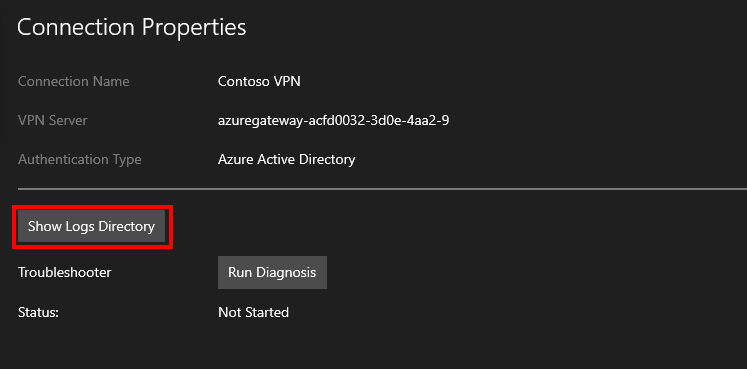 Connection Properties
Connection Name Contoso VPN
VPN Server azuregateway-acfd0032-3d0e-4aa2-9
Authentication Type Azure Active Directory
Show Logs Directory
Troubleshooter Run Diagnosis
Status: Not Started